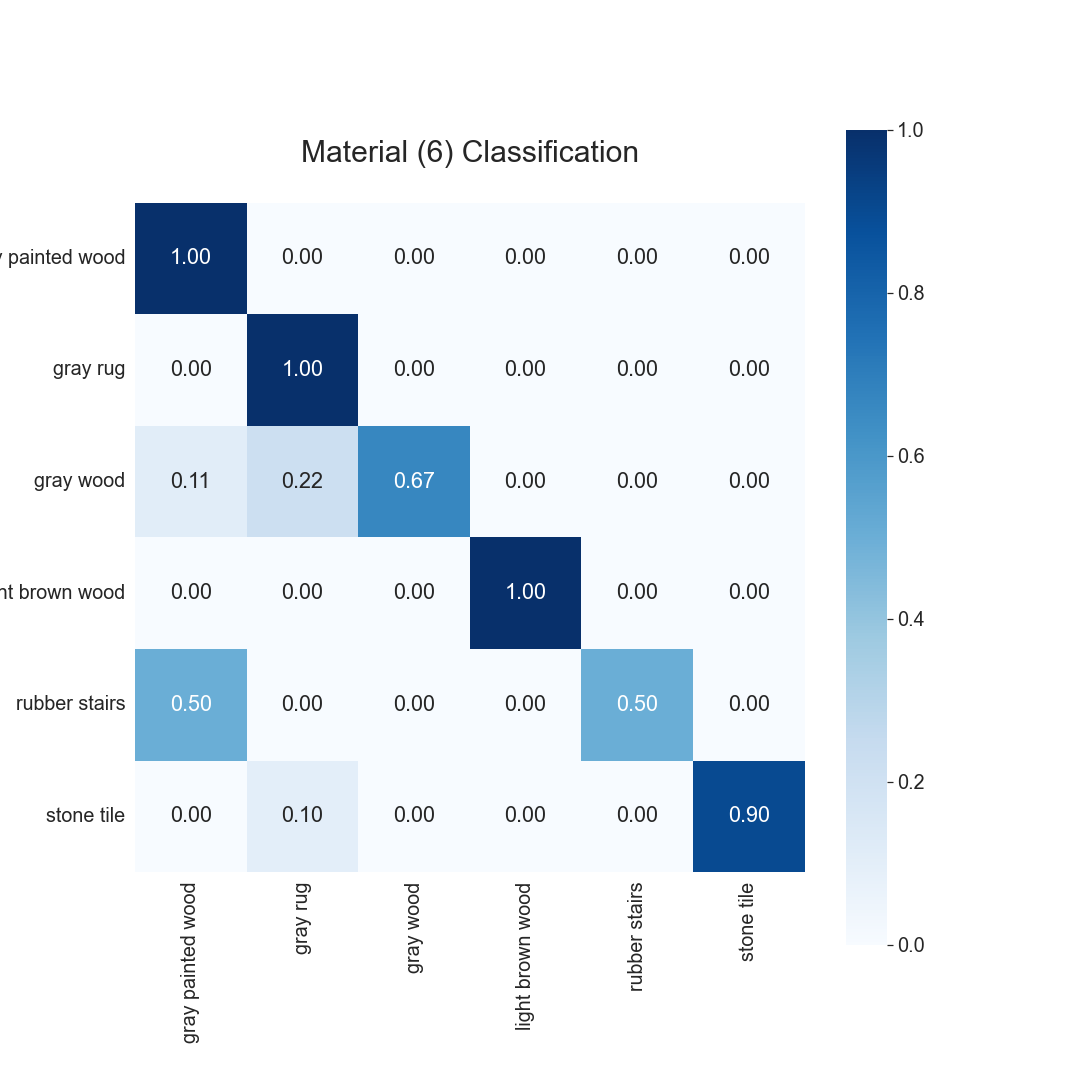 Material (6) Classification
painted wood 1.00 0.00 0.00 0.00 0.00 0.00
gray rug 0.00 1.00 0.00 0.00 0.00 0.00
gray wood 0.11 0.22 0.67 0.00 0.00 0.00
brown wood 0.00 0.00 0.00 1.00 0.00 0.00
rubber stairs 0.50 0.00 0.00 0.00 0.50 0.00
stone tile 0.00 0.10 0.00 0.00 0.00 0.90
gray painted wood
gray rug
gray wood
light brown wood
rubber stairs
stone tile
1.0
0.8
0.6
0.4
0.2
0.0